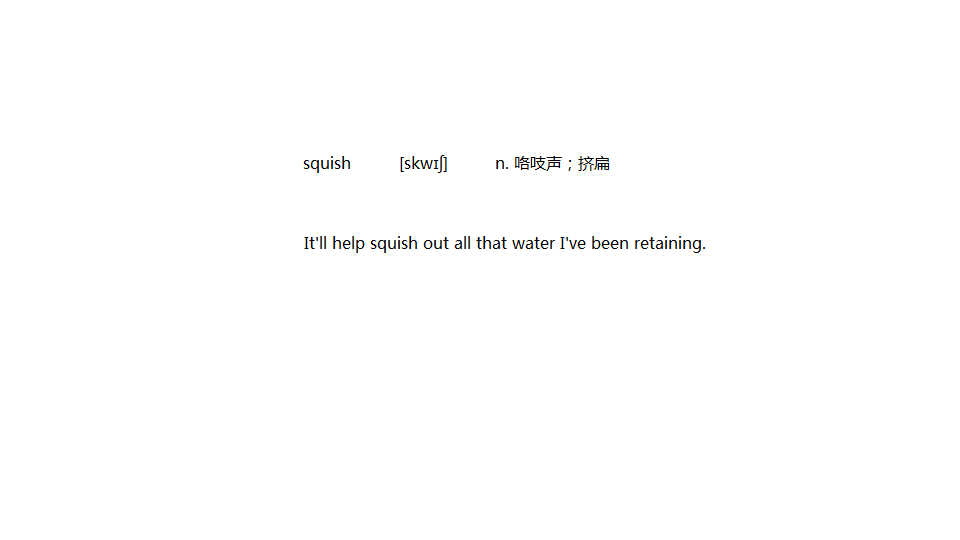 squish [skwɪʃ] n. 咯吱声；挤扁
It'll help squish out all that water I've been retaining.